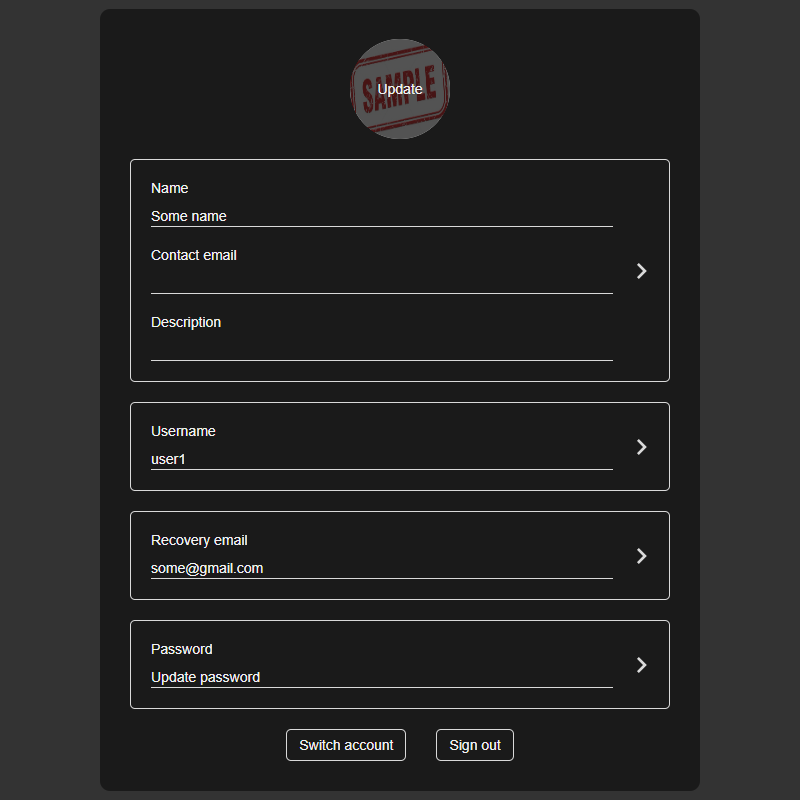 SAMPLE
Update
Name
Some name
Contact email
Description
Username
user1
Recovery email
some@gmail.com
Password
Update password
Switch account
Sign out